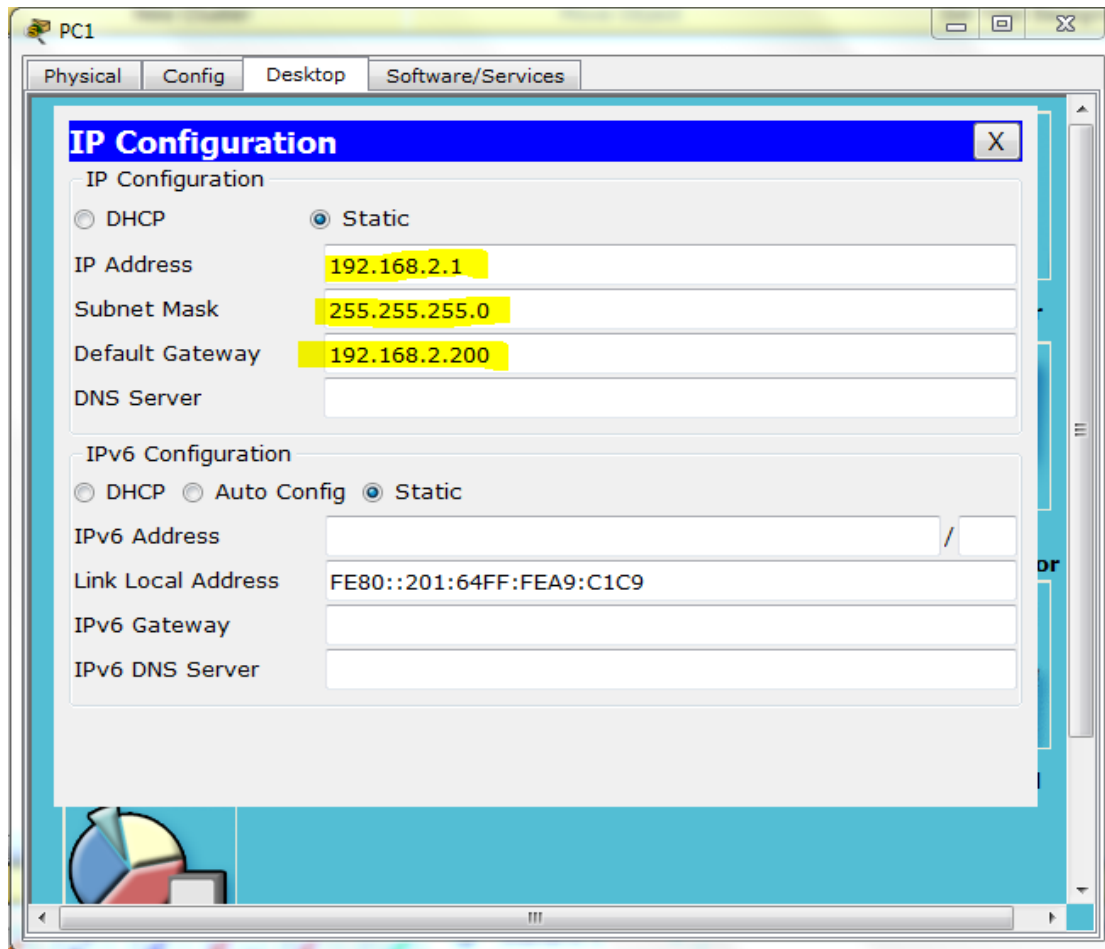 PC1
Physical Config Desktop Software/Services
IP Configuration X
IP Configuration
DHCP Static
IP Address 192.168.2.1
Subnet Mask 255.255.255.0
Default Gateway 192.168.2.200
DNS Server
IPv6 Configuration
DHCP Auto Config Static
IPv6 Address /
Link Local Address FE80::201:64FF:FEA9:C1C9
or
IPv6 Gateway
IPv6 DNS Server